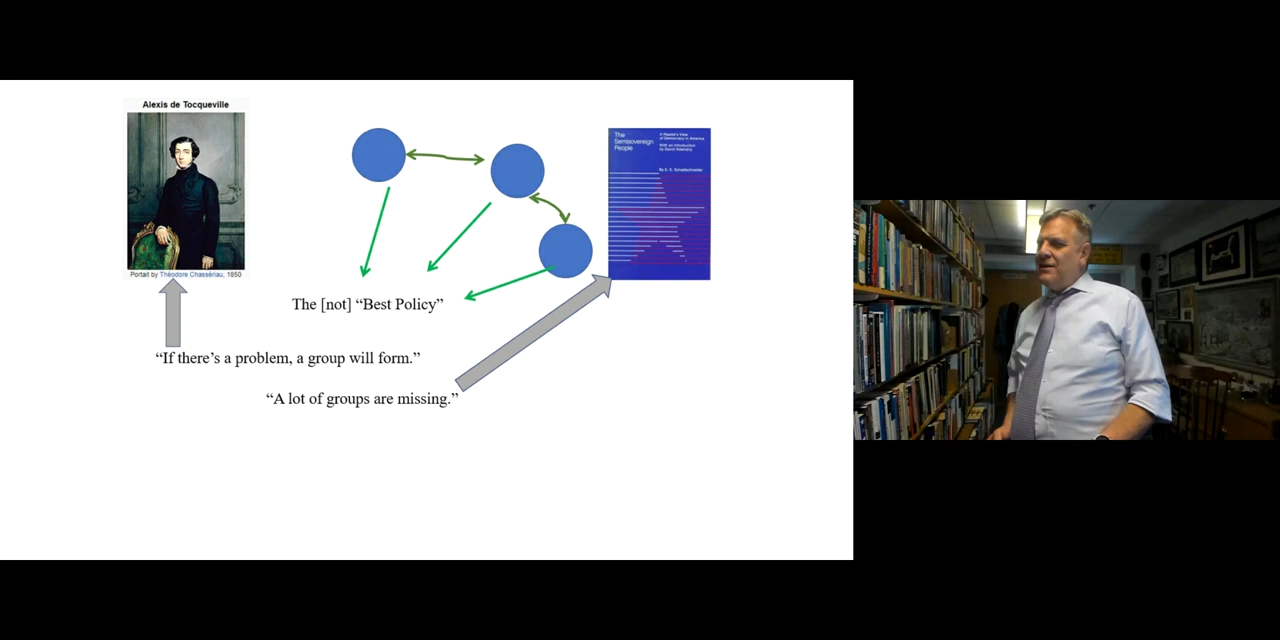 Alexis de Tocqueville
Portait by Théodore Chassériau, 1850
The
Semisovereign
People
A Realist's View
of Democracy in America
With an Introduction
by David Adamany
By E. E. Schattschneider
The [not] “Best Policy”
“If there’s a problem, a group will form.”
“A lot of groups are missing.”